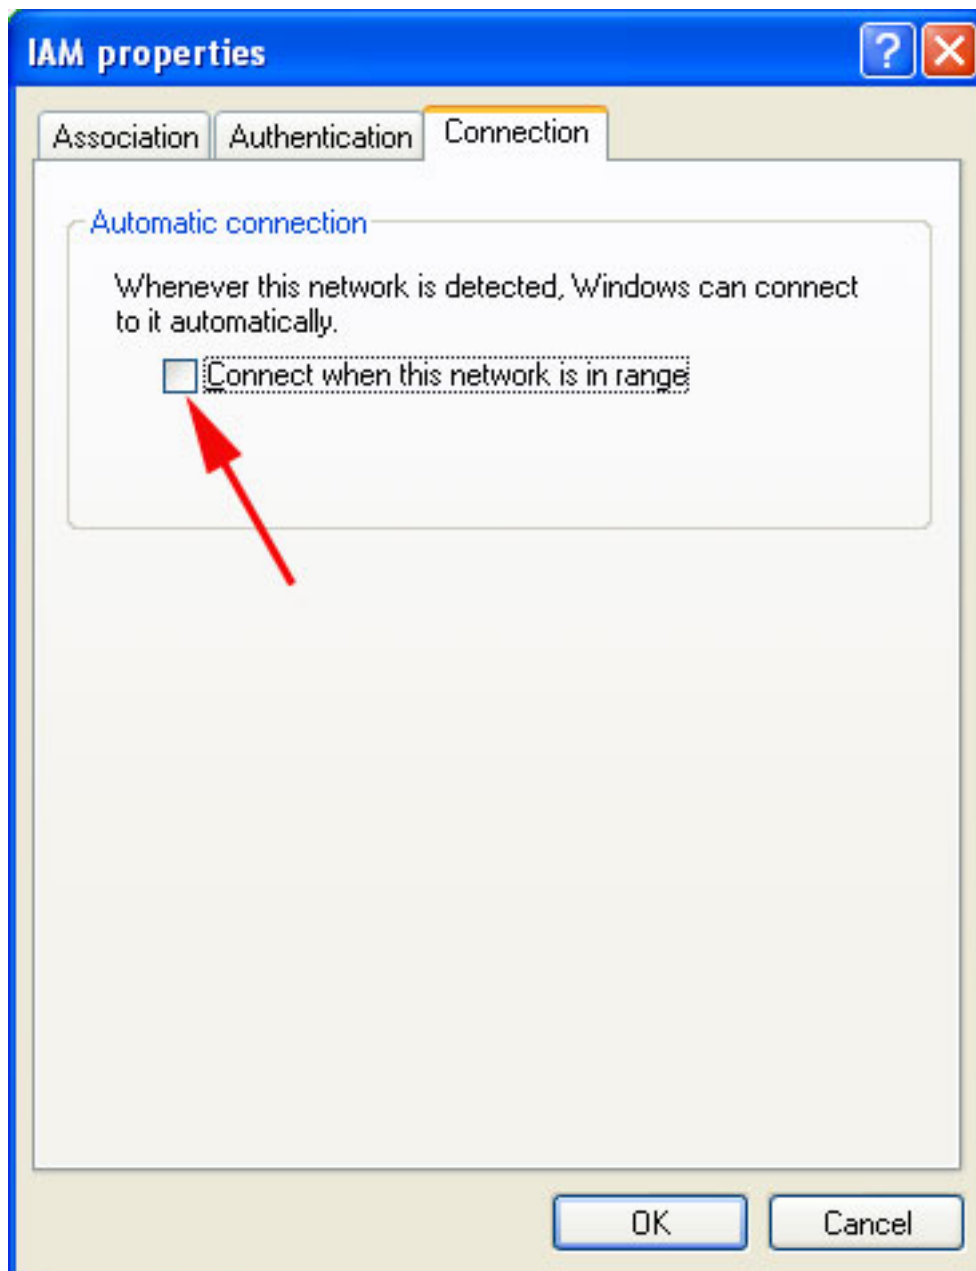 IAM properties
Association Authentication Connection
Automatic connection
Whenever this network is detected, Windows can connect
to it automatically.
Connect when this network is in range
OK Cancel